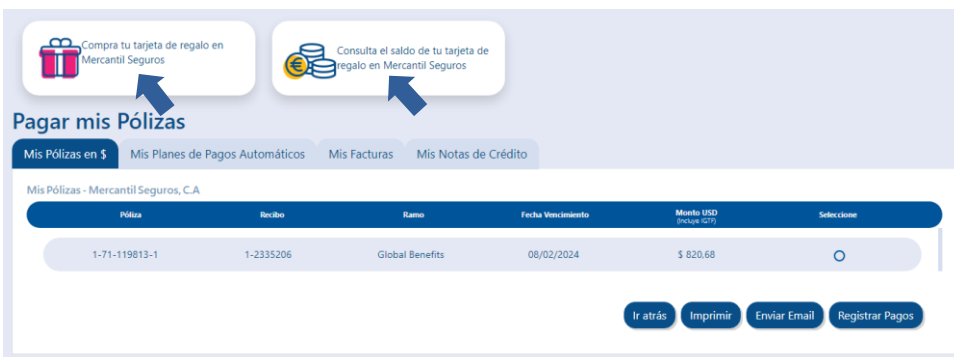 Compra tu tarjeta de regalo en
Mercantil Seguros
Consulta el saldo de tu tarjeta de
regalo en Mercantil Seguros
Pagar mis Pólizas
Mis Pólizas en $ Mis Planes de Pagos Automáticos Mis Facturas Mis Notas de Crédito
Mis Pólizas - Mercantil Seguros, C.A
Póliza Recibo Ramo Fecha Vencimiento Monto USD Seleccione
(Incluye IGTF)
1-71-119813-1 1-2335206 Global Benefits 08/02/2024 $ 820.68
Ir atrás Imprimir Enviar Email Registrar Pagos